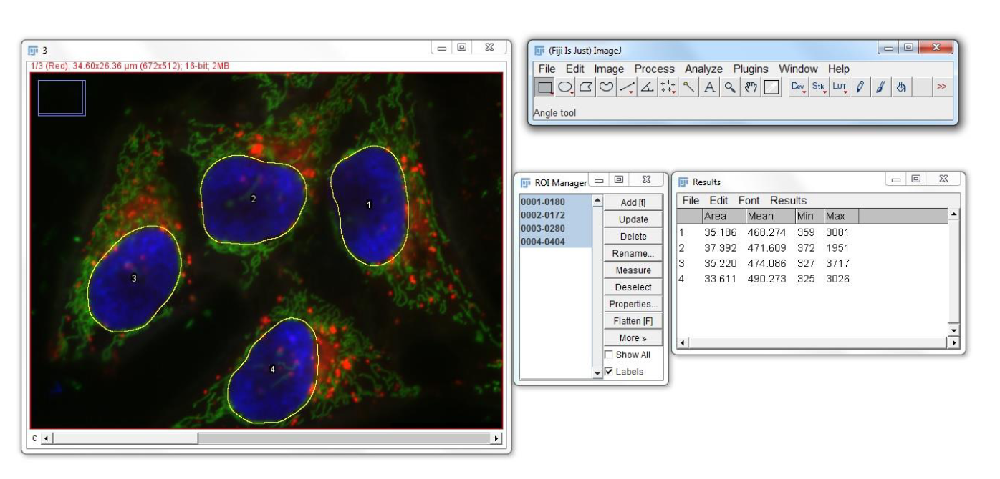 3
1/3 (Red); 34.60x26.36 µm (672x512); 16-bit; 2MB
2
1
3
4
C
(Fiji Is Just) ImageJ
File Edit Image Process Analyze Plugins Window Help
A Dev Stk LUT >>
Angle tool
ROI Manager
0001-0180
0002-0172
0003-0280
0004-0404
Add [t]
Update
Delete
Rename...
Measure
Deselect
Properties...
Flatten [F]
More »
Show All
Labels
Results
File Edit Font Results
Area Mean Min Max
1 35.186 468.274 359 3081
2 37.392 471.609 372 1951
3 35.220 474.086 327 3717
4 33.611 490.273 325 3026